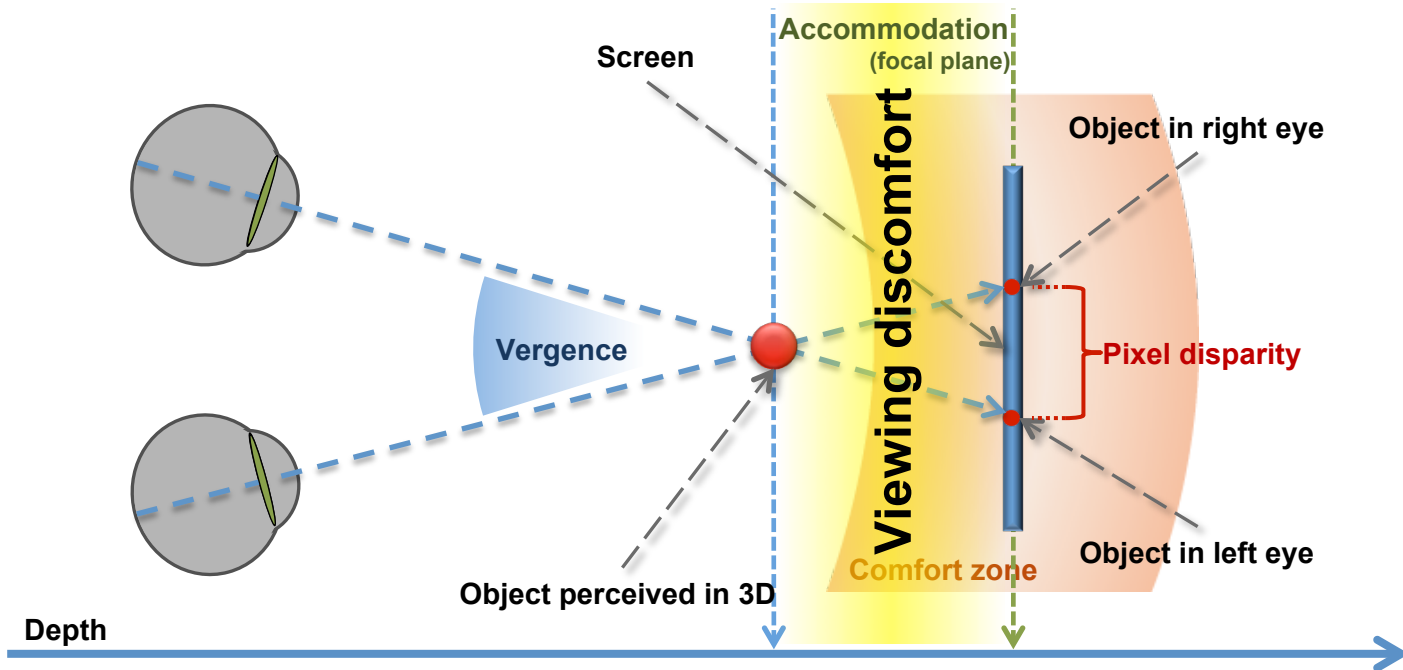 Accommodation
(focal plane)
Screen
Viewing discomfort
Object in right eye
Vergence
Pixel disparity
Object in left eye
Comfort zone
Object perceived in 3D
Depth